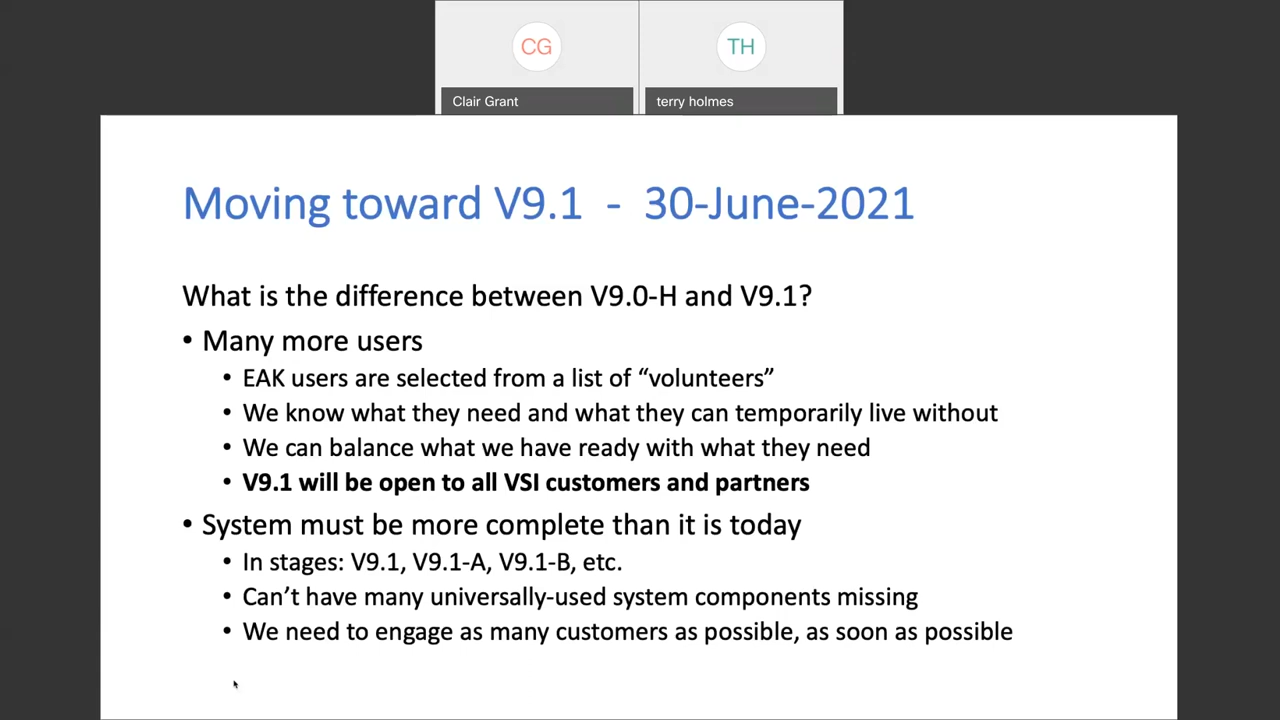 CG
TH
Clair Grant
terry holmes
Moving toward V9.1 - 30-June-2021
What is the difference between V9.0-H and V9.1?
• Many more users
• EAK users are selected from a list of “volunteers”
• We know what they need and what they can temporarily live without
• We can balance what we have ready with what they need
• V9.1 will be open to all VSI customers and partners
• System must be more complete than it is today
• In stages: V9.1, V9.1-A, V9.1-B, etc.
• Can’t have many universally-used system components missing
• We need to engage as many customers as possible, as soon as possible